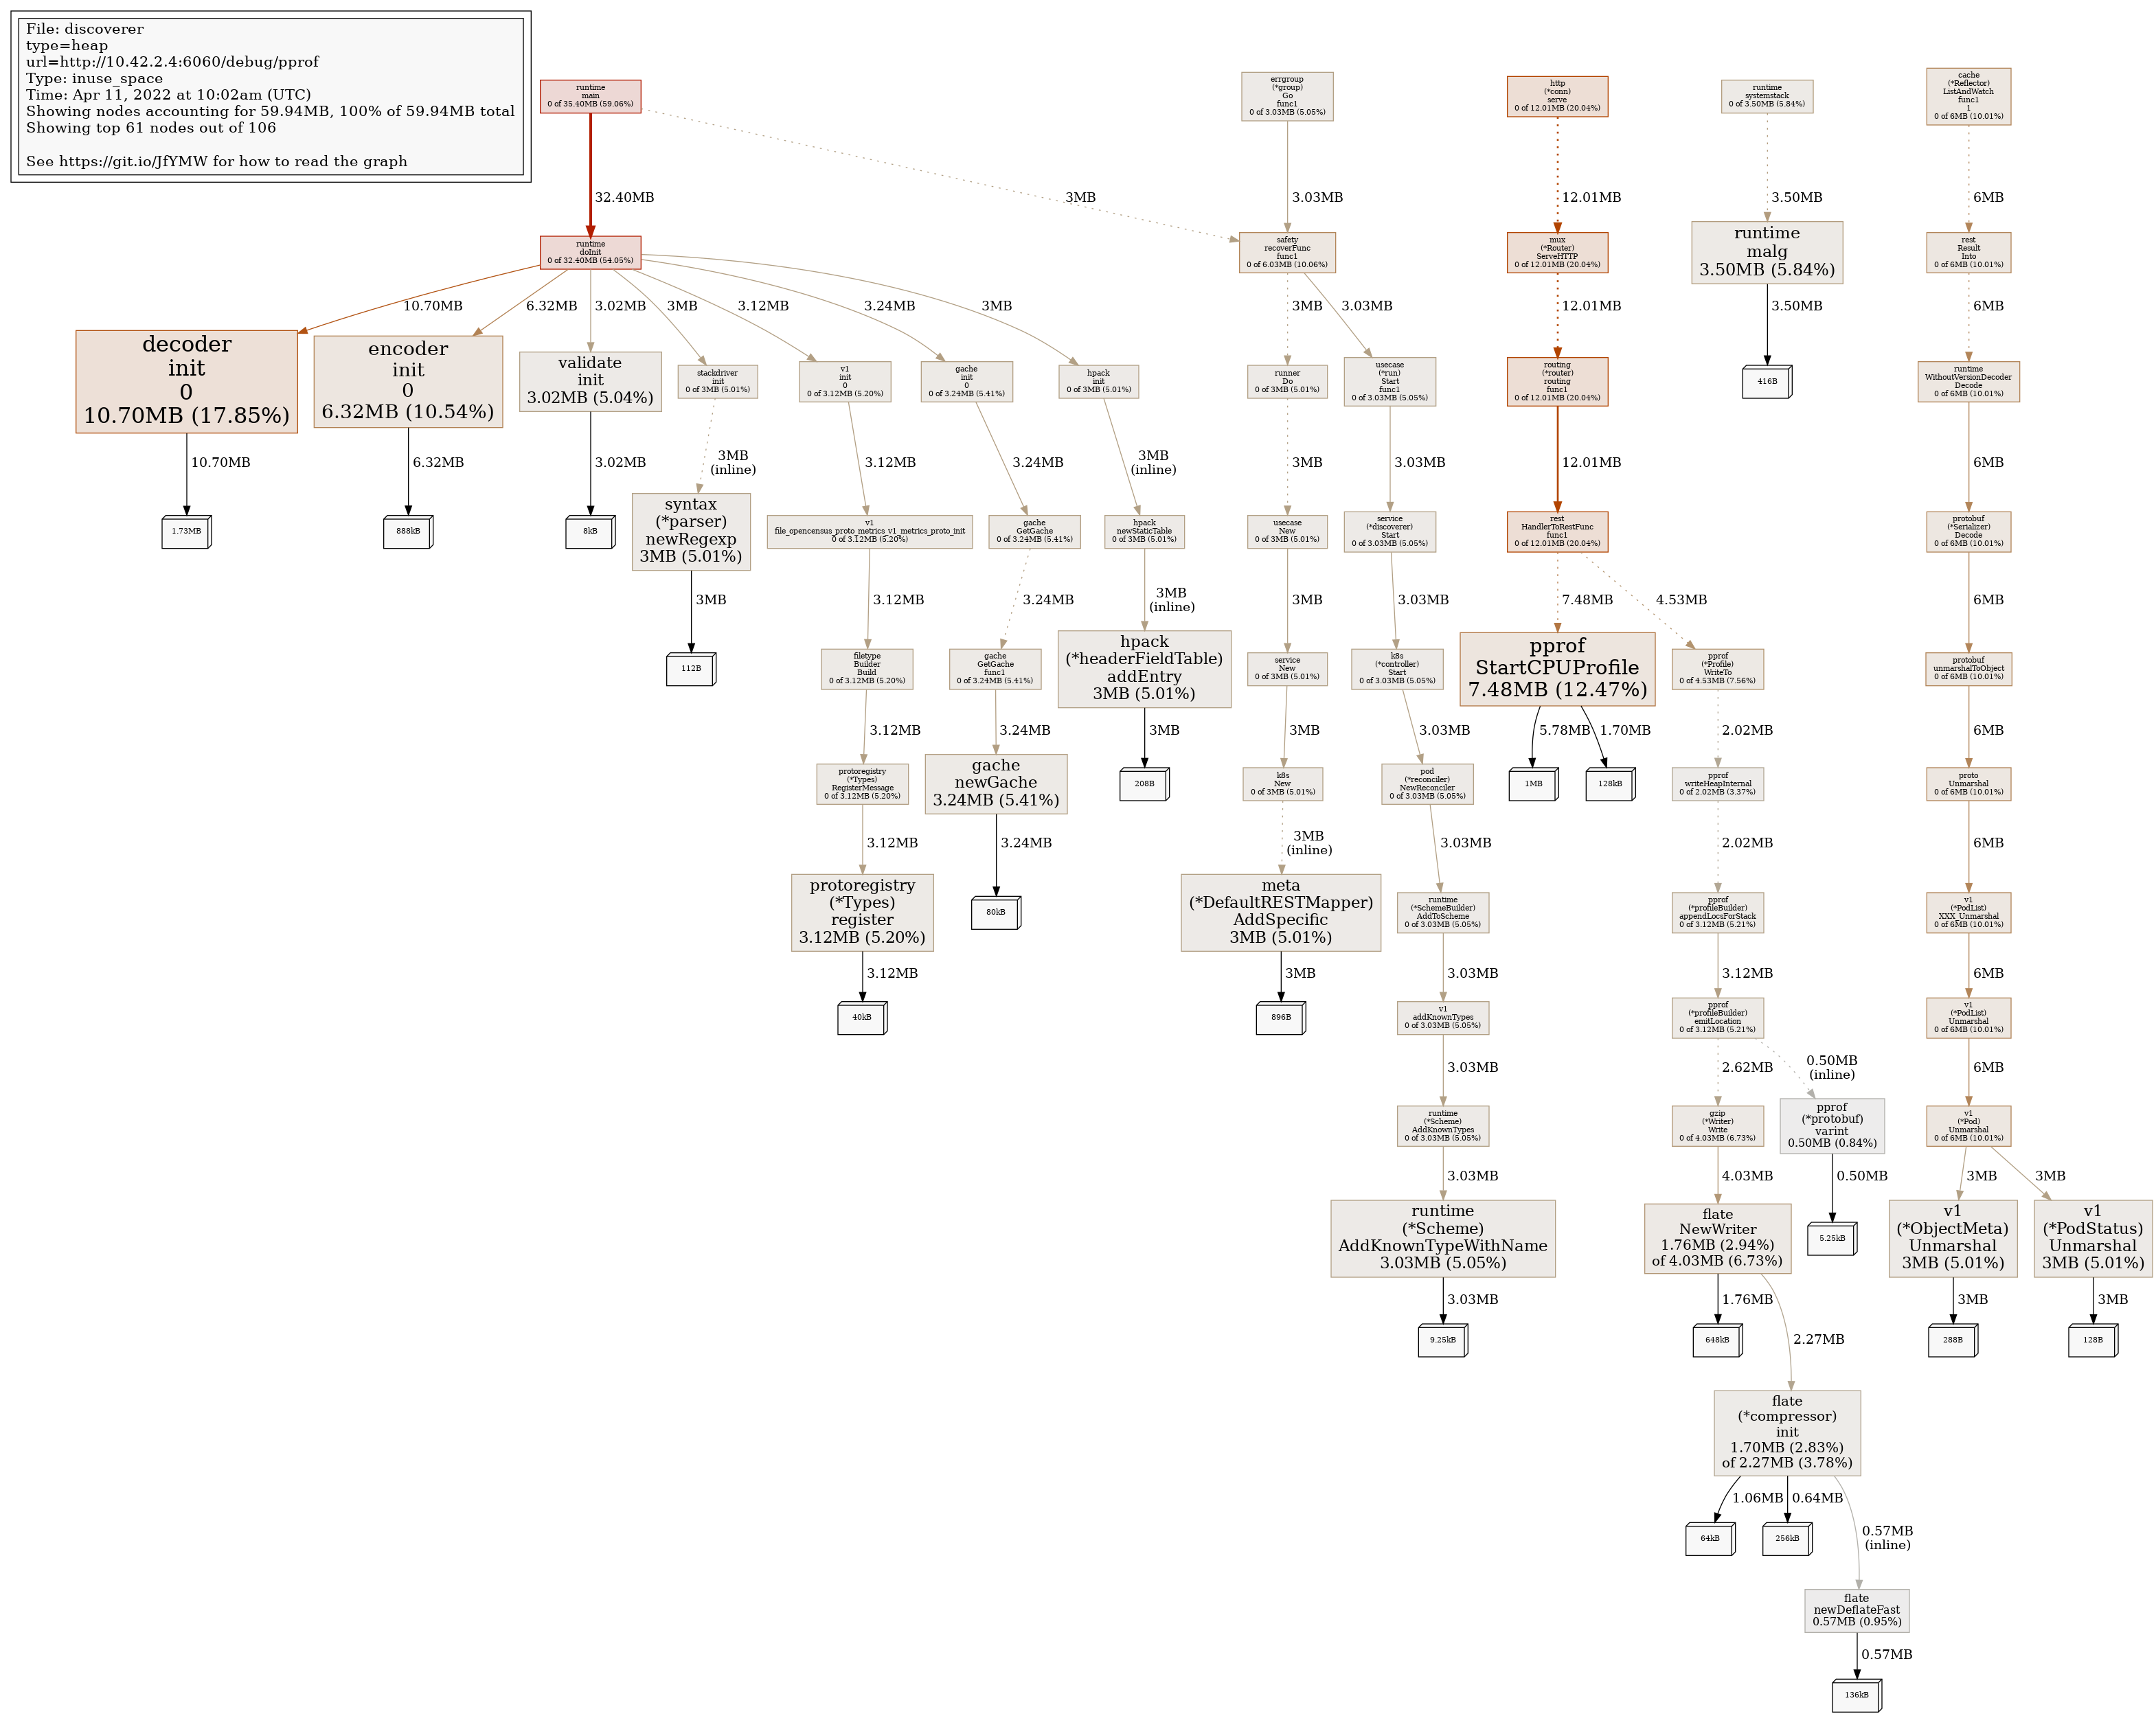 File: discoverer
type=heap
url=http://10.42.2.4:6060/debug/pprof
Type: inuse_space
Time: Apr 11, 2022 at 10:02am (UTC)
Showing nodes accounting for 59.94MB, 100% of 59.94MB total
Showing top 61 nodes out of 106
See https://git.io/JfYMW for how to read the graph
runtime
main
0 of 35.40MB (59.06%)
errgroup
(*group)
Go
func1
0 of 3.03MB (5.05%)
http
(*conn)
serve
0 of 12.01MB (20.04%)
runtime
systemstack
0 of 3.50MB (5.84%)
cache
(*Reflector)
ListAndWatch
func1
1
0 of 6MB (10.01%)
32.40MB
3MB
3.03MB
12.01MB
3.50MB
6MB
runtime
doInit
0 of 32.40MB (54.05%)
safety
recoverFunc
func1
0 of 6.03MB (10.06%)
mux
(*Router)
ServeHTTP
0 of 12.01MB (20.04%)
runtime
malg
3.50MB (5.84%)
rest
Result
Into
0 of 6MB (10.01%)
10.70MB
6.32MB
3.02MB
3MB
3.12MB
3.24MB
3MB
3MB
3.03MB
12.01MB
3.50MB
6MB
decoder
init
0
10.70MB (17.85%)
encoder
init
0
6.32MB (10.54%)
validate
init
3.02MB (5.04%)
stackdriver
init
0 of 3MB (5.01%)
v1
init
0
0 of 3.12MB (5.20%)
gache
init
0
0 of 3.24MB (5.41%)
hpack
init
0 of 3MB (5.01%)
runner
Do
0 of 3MB (5.01%)
usecase
(*run)
Start
func1
0 of 3.03MB (5.05%)
routing
(*router)
routing
func1
0 of 12.01MB (20.04%)
416B
runtime
WithoutVersionDecoder
Decode
0 of 6MB (10.01%)
10.70MB
6.32MB
3.02MB
3MB
(inline)
3.12MB
3.24MB
3MB
(inline)
3MB
3.03MB
12.01MB
6MB
1.73MB
888kB
8kB
syntax
(*parser)
newRegexp
3MB (5.01%)
v1
file_opencensus_proto_metrics_v1_metrics_proto_init
0 of 3.12MB (5.20%)
gache
GetGache
0 of 3.24MB (5.41%)
hpack
newStaticTable
0 of 3MB (5.01%)
usecase
New
0 of 3MB (5.01%)
service
(*discoverer)
Start
0 of 3.03MB (5.05%)
rest
HandlerToRestFunc
func1
0 of 12.01MB (20.04%)
protobuf
(*Serializer)
Decode
0 of 6MB (10.01%)
3MB
3.12MB
3.24MB
3MB
(inline)
3MB
3.03MB
7.48MB
4.53MB
6MB
112B
filetype
Builder
Build
0 of 3.12MB (5.20%)
gache
GetGache
func1
0 of 3.24MB (5.41%)
hpack
(*headerFieldTable)
addEntry
3MB (5.01%)
service
New
0 of 3MB (5.01%)
k8s
(*controller)
Start
0 of 3.03MB (5.05%)
pprof
StartCPUProfile
7.48MB (12.47%)
pprof
(*Profile)
WriteTo
0 of 4.53MB (7.56%)
protobuf
unmarshalToObject
0 of 6MB (10.01%)
3.12MB
3.24MB
3MB
3MB
3.03MB
5.78MB
1.70MB
2.02MB
6MB
protoregistry
(*Types)
RegisterMessage
0 of 3.12MB (5.20%)
gache
newGache
3.24MB (5.41%)
208B
k8s
New
0 of 3MB (5.01%)
pod
(*reconciler)
NewReconciler
0 of 3.03MB (5.05%)
1MB
128kB
pprof
writeHeapInternal
0 of 2.02MB (3.37%)
proto
Unmarshal
0 of 6MB (10.01%)
3.12MB
3.24MB
3MB
(inline)
3.03MB
2.02MB
6MB
protoregistry
(*Types)
register
3.12MB (5.20%)
80kB
meta
(*DefaultRESTMapper)
AddSpecific
3MB (5.01%)
runtime
(*SchemeBuilder)
AddToScheme
0 of 3.03MB (5.05%)
pprof
(*profileBuilder)
appendLocsForStack
0 of 3.12MB (5.21%)
v1
(*PodList)
XXX_Unmarshal
0 of 6MB (10.01%)
3.12MB
3MB
3.03MB
3.12MB
6MB
40kB
896B
v1
addKnownTypes
0 of 3.03MB (5.05%)
pprof
(*profileBuilder)
emitLocation
0 of 3.12MB (5.21%)
v1
(*PodList)
Unmarshal
0 of 6MB (10.01%)
3.03MB
2.62MB
0.50MB
(inline)
6MB
runtime
(*Scheme)
AddKnownTypes
0 of 3.03MB (5.05%)
gzip
(*Writer)
Write
0 of 4.03MB (6.73%)
pprof
(*protobuf)
varint
0.50MB (0.84%)
v1
(*Pod)
Unmarshal
0 of 6MB (10.01%)
3.03MB
4.03MB
0.50MB
3MB
3MB
runtime
(*Scheme)
AddKnownTypeWithName
3.03MB (5.05%)
flate
NewWriter
1.76MB (2.94%)
of 4.03MB (6.73%)
5.25kB
v1
(*ObjectMeta)
Unmarshal
3MB (5.01%)
v1
(*PodStatus)
Unmarshal
3MB (5.01%)
3.03MB
1.76MB
2.27MB
3MB
3MB
9.25kB
648kB
288B
128B
flate
(*compressor)
init
1.70MB (2.83%)
of 2.27MB (3.78%)
1.06MB
0.64MB
0.57MB
(inline)
64kB
256kB
flate
newDeflateFast
0.57MB (0.95%)
0.57MB
136kB